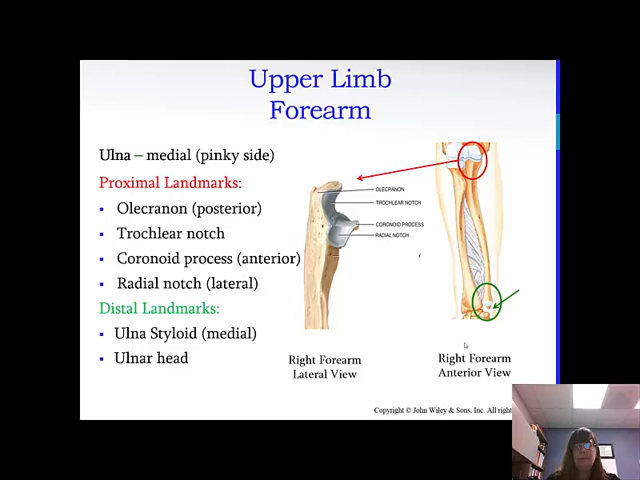 Upper Limb
Forearm
Ulna – medial (pinky side)
Proximal Landmarks:
▪ Olecranon (posterior)
▪ Trochlear notch
▪ Coronoid process (anterior)
▪ Radial notch (lateral)
Distal Landmarks:
▪ Ulna Styloid (medial)
▪ Ulnar head
OLECRANON
TROCHLEAR NOTCH
CORONOID PROCESS
RADIAL NOTCH
Right Forearm
Lateral View
Right Forearm
Anterior View
Copyright © John Wiley & Sons, Inc. All right